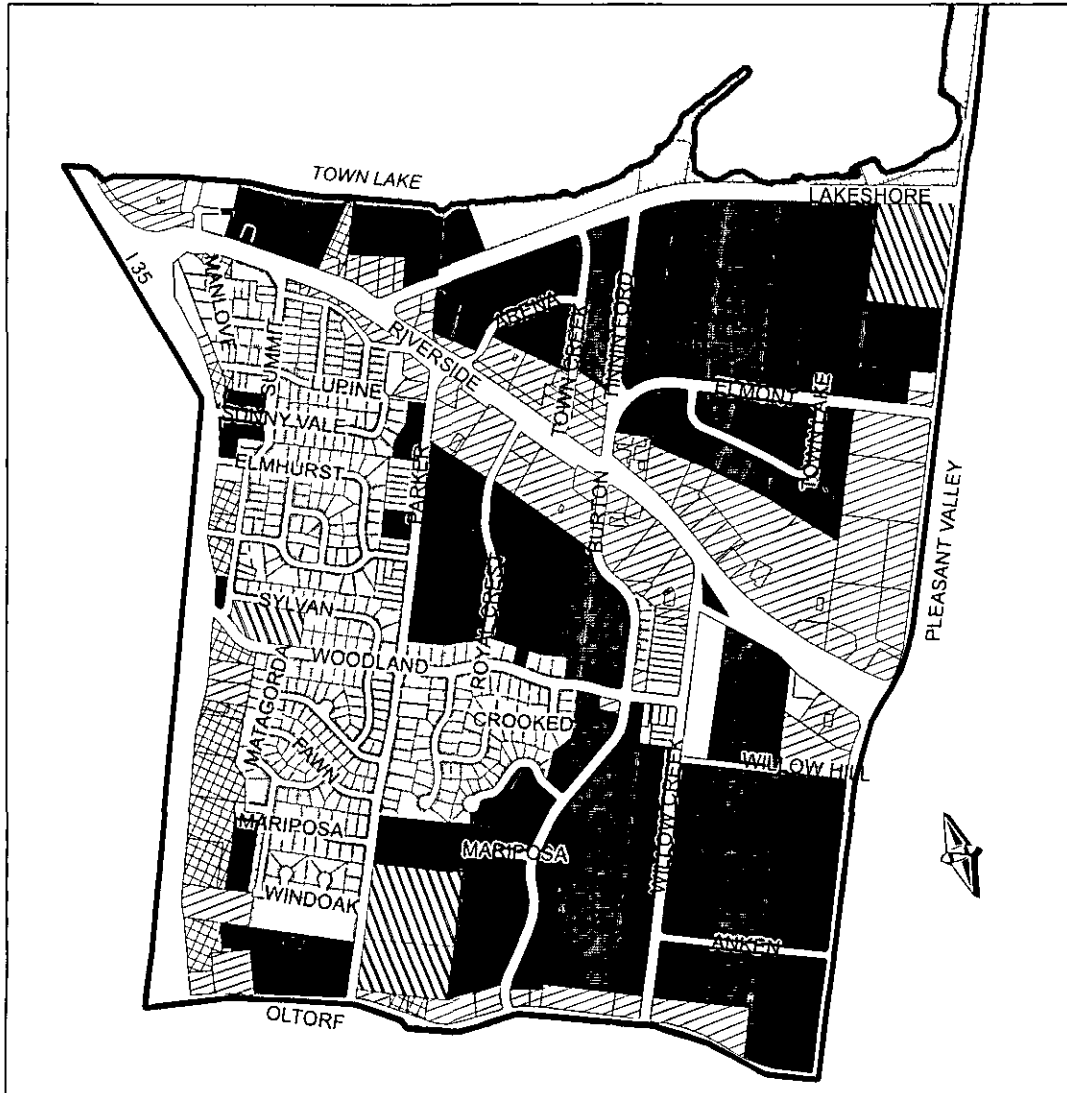 TOWN LAKE
LAKESHORE
I 35
MANLOVE
SUMMIT
RIVERSIDE
ARENA
TOWN CREEK
TINNIN FORD
LUPINE
ELMONT
TOWN LAKE
SUNNY VALE
ELMHURST
PARKER
BURTON
PLEASANT VALLEY
ROYAL CREST
SYLVAN
WOODLAND
MATAGORDA
CROOKED
FAWN
WILLOW HILL
WILLOW CREEK
MARIPOSA
MARIPOSA
WINDOAK
ANKEN
OLTORF